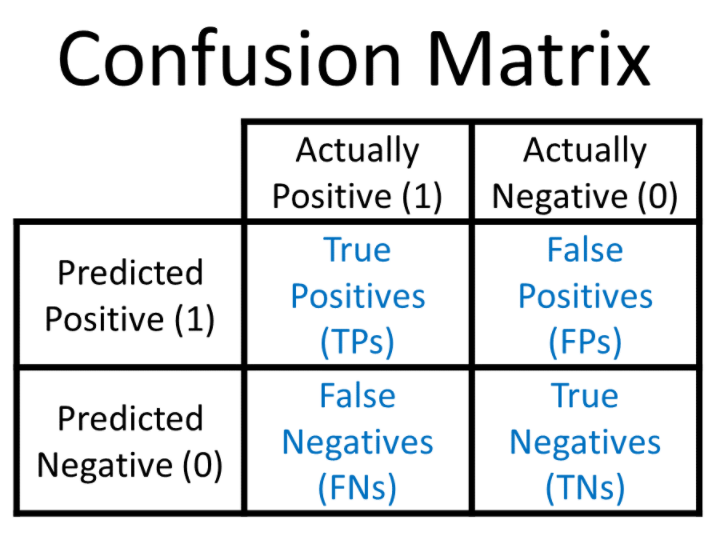 Confusion Matrix
Actually
Positive (1)
Actually
Negative (0)
Predicted
Positive (1)
True
Positives
(TPs)
False
Positives
(FPs)
Predicted
Negative (0)
False
Negatives
(FNs)
True
Negatives
(TNs)